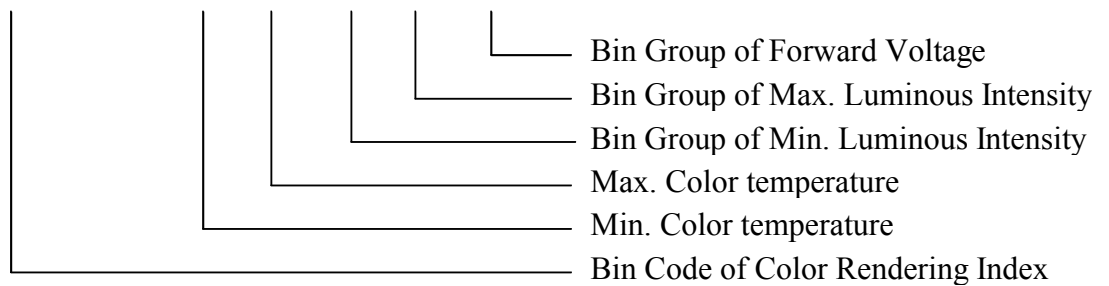 Bin Group of Forward Voltage
Bin Group of Max. Luminous Intensity
Bin Group of Min. Luminous Intensity
Max. Color temperature
Min. Color temperature
Bin Code of Color Rendering Index